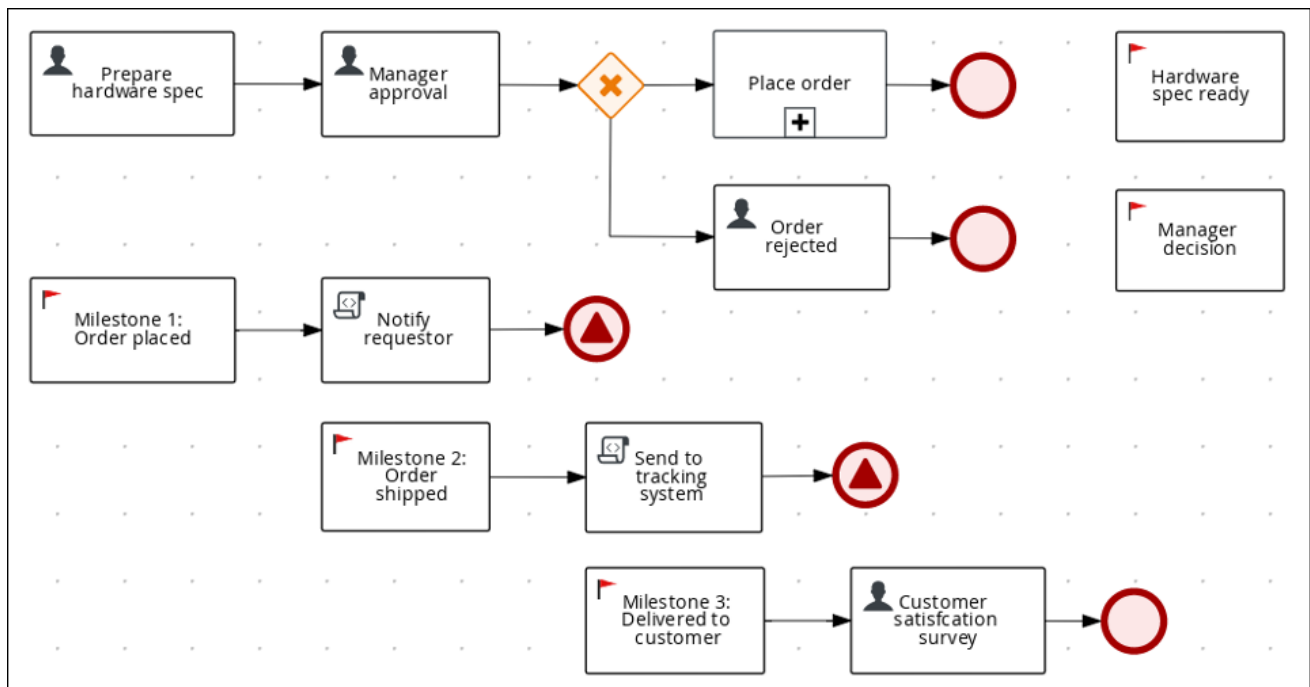 Prepare
hardware spec
Manager
approval
Place order
Hardware
spec ready
Order
rejected
Manager
decision
Milestone 1:
Order placed
Notify
requestor
Milestone 2:
Order
shipped
Send to
tracking
system
Milestone 3:
Delivered to
customer
Customer
satisfcation
survey